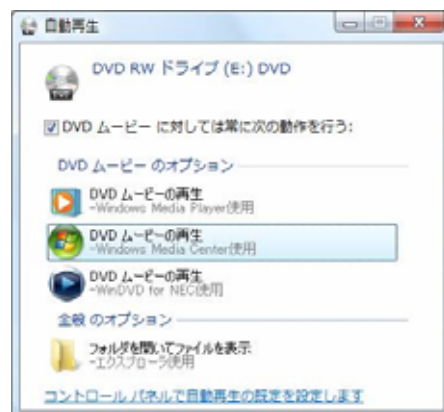 自動再生
DVD RW ドライブ (E:) DVD
DVD ムービー に対しては常に次の動作を行う:
DVD ムービー のオプション
DVD ムービーの再生
-Windows Media Player使用
DVD ムービーの再生
-Windows Media Center使用
DVD ムービーの再生
-WinDVD for NEC使用
全般 のオプション
フォルダを開いてファイルを表示
-エクスプローラ使用
コントロール パネルで自動再生の既定を設定します